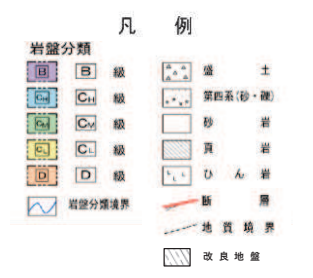 凡 例
岩盤分類
B B 級
CH CH 級
CM CM 級
CL CL 級
D D 級
岩盤分類境界
盛 土
第四系(砂・礫)
砂 岩
頁 岩
ひ ん 岩
断 層
地 質 境 界
改 良 地 盤